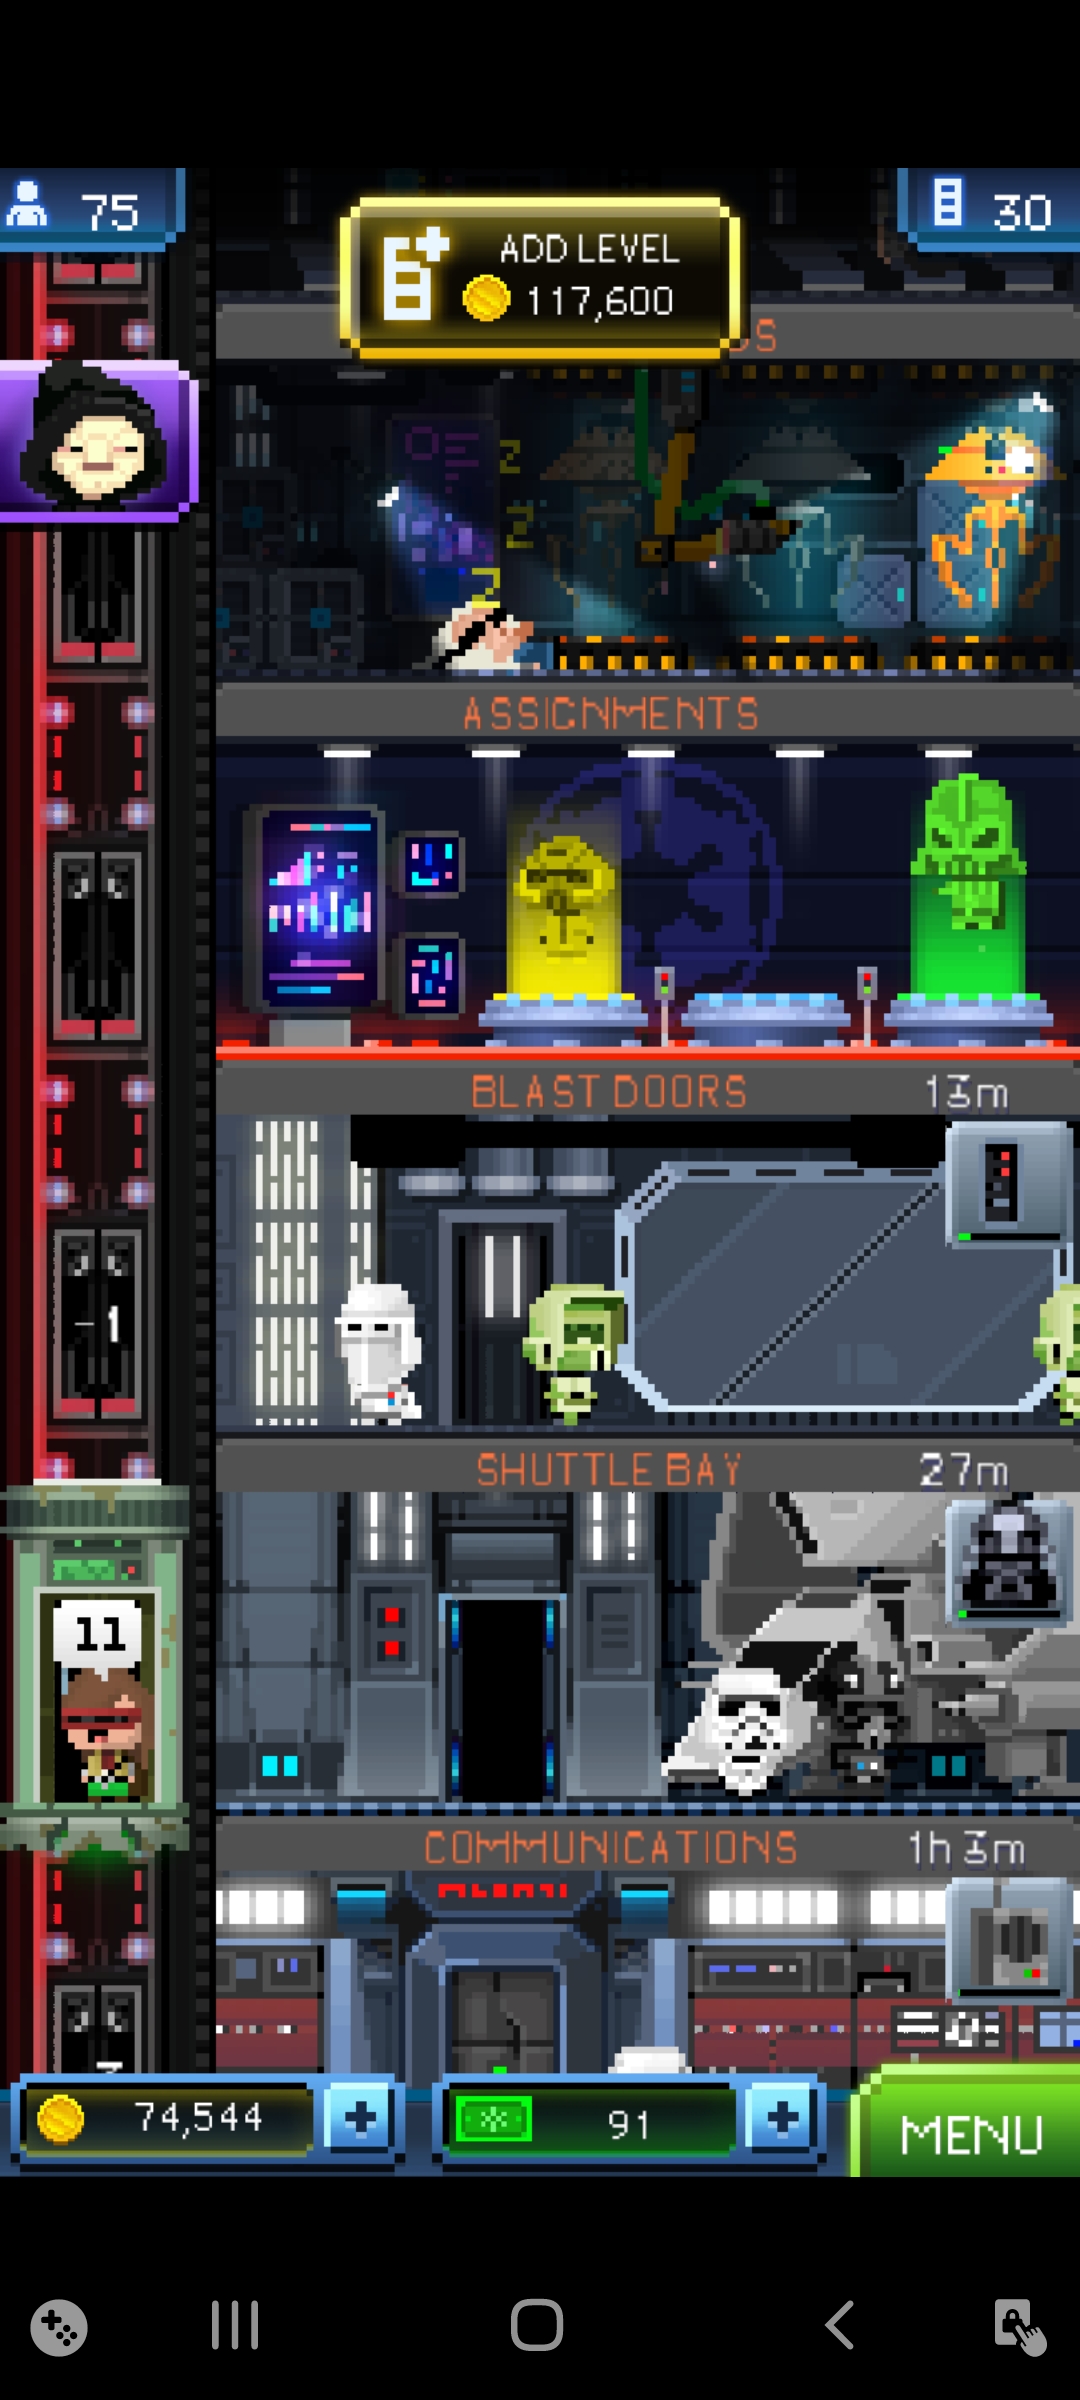 75
ADD LEVEL
117,600
30
Z
Z
Z
ASSIGNMENTS
BLAST DOORS
13m
-1
SHUTTLE BAY
27m
11
COMMUNICATIONS
1h 3m
74,544
91
MENU